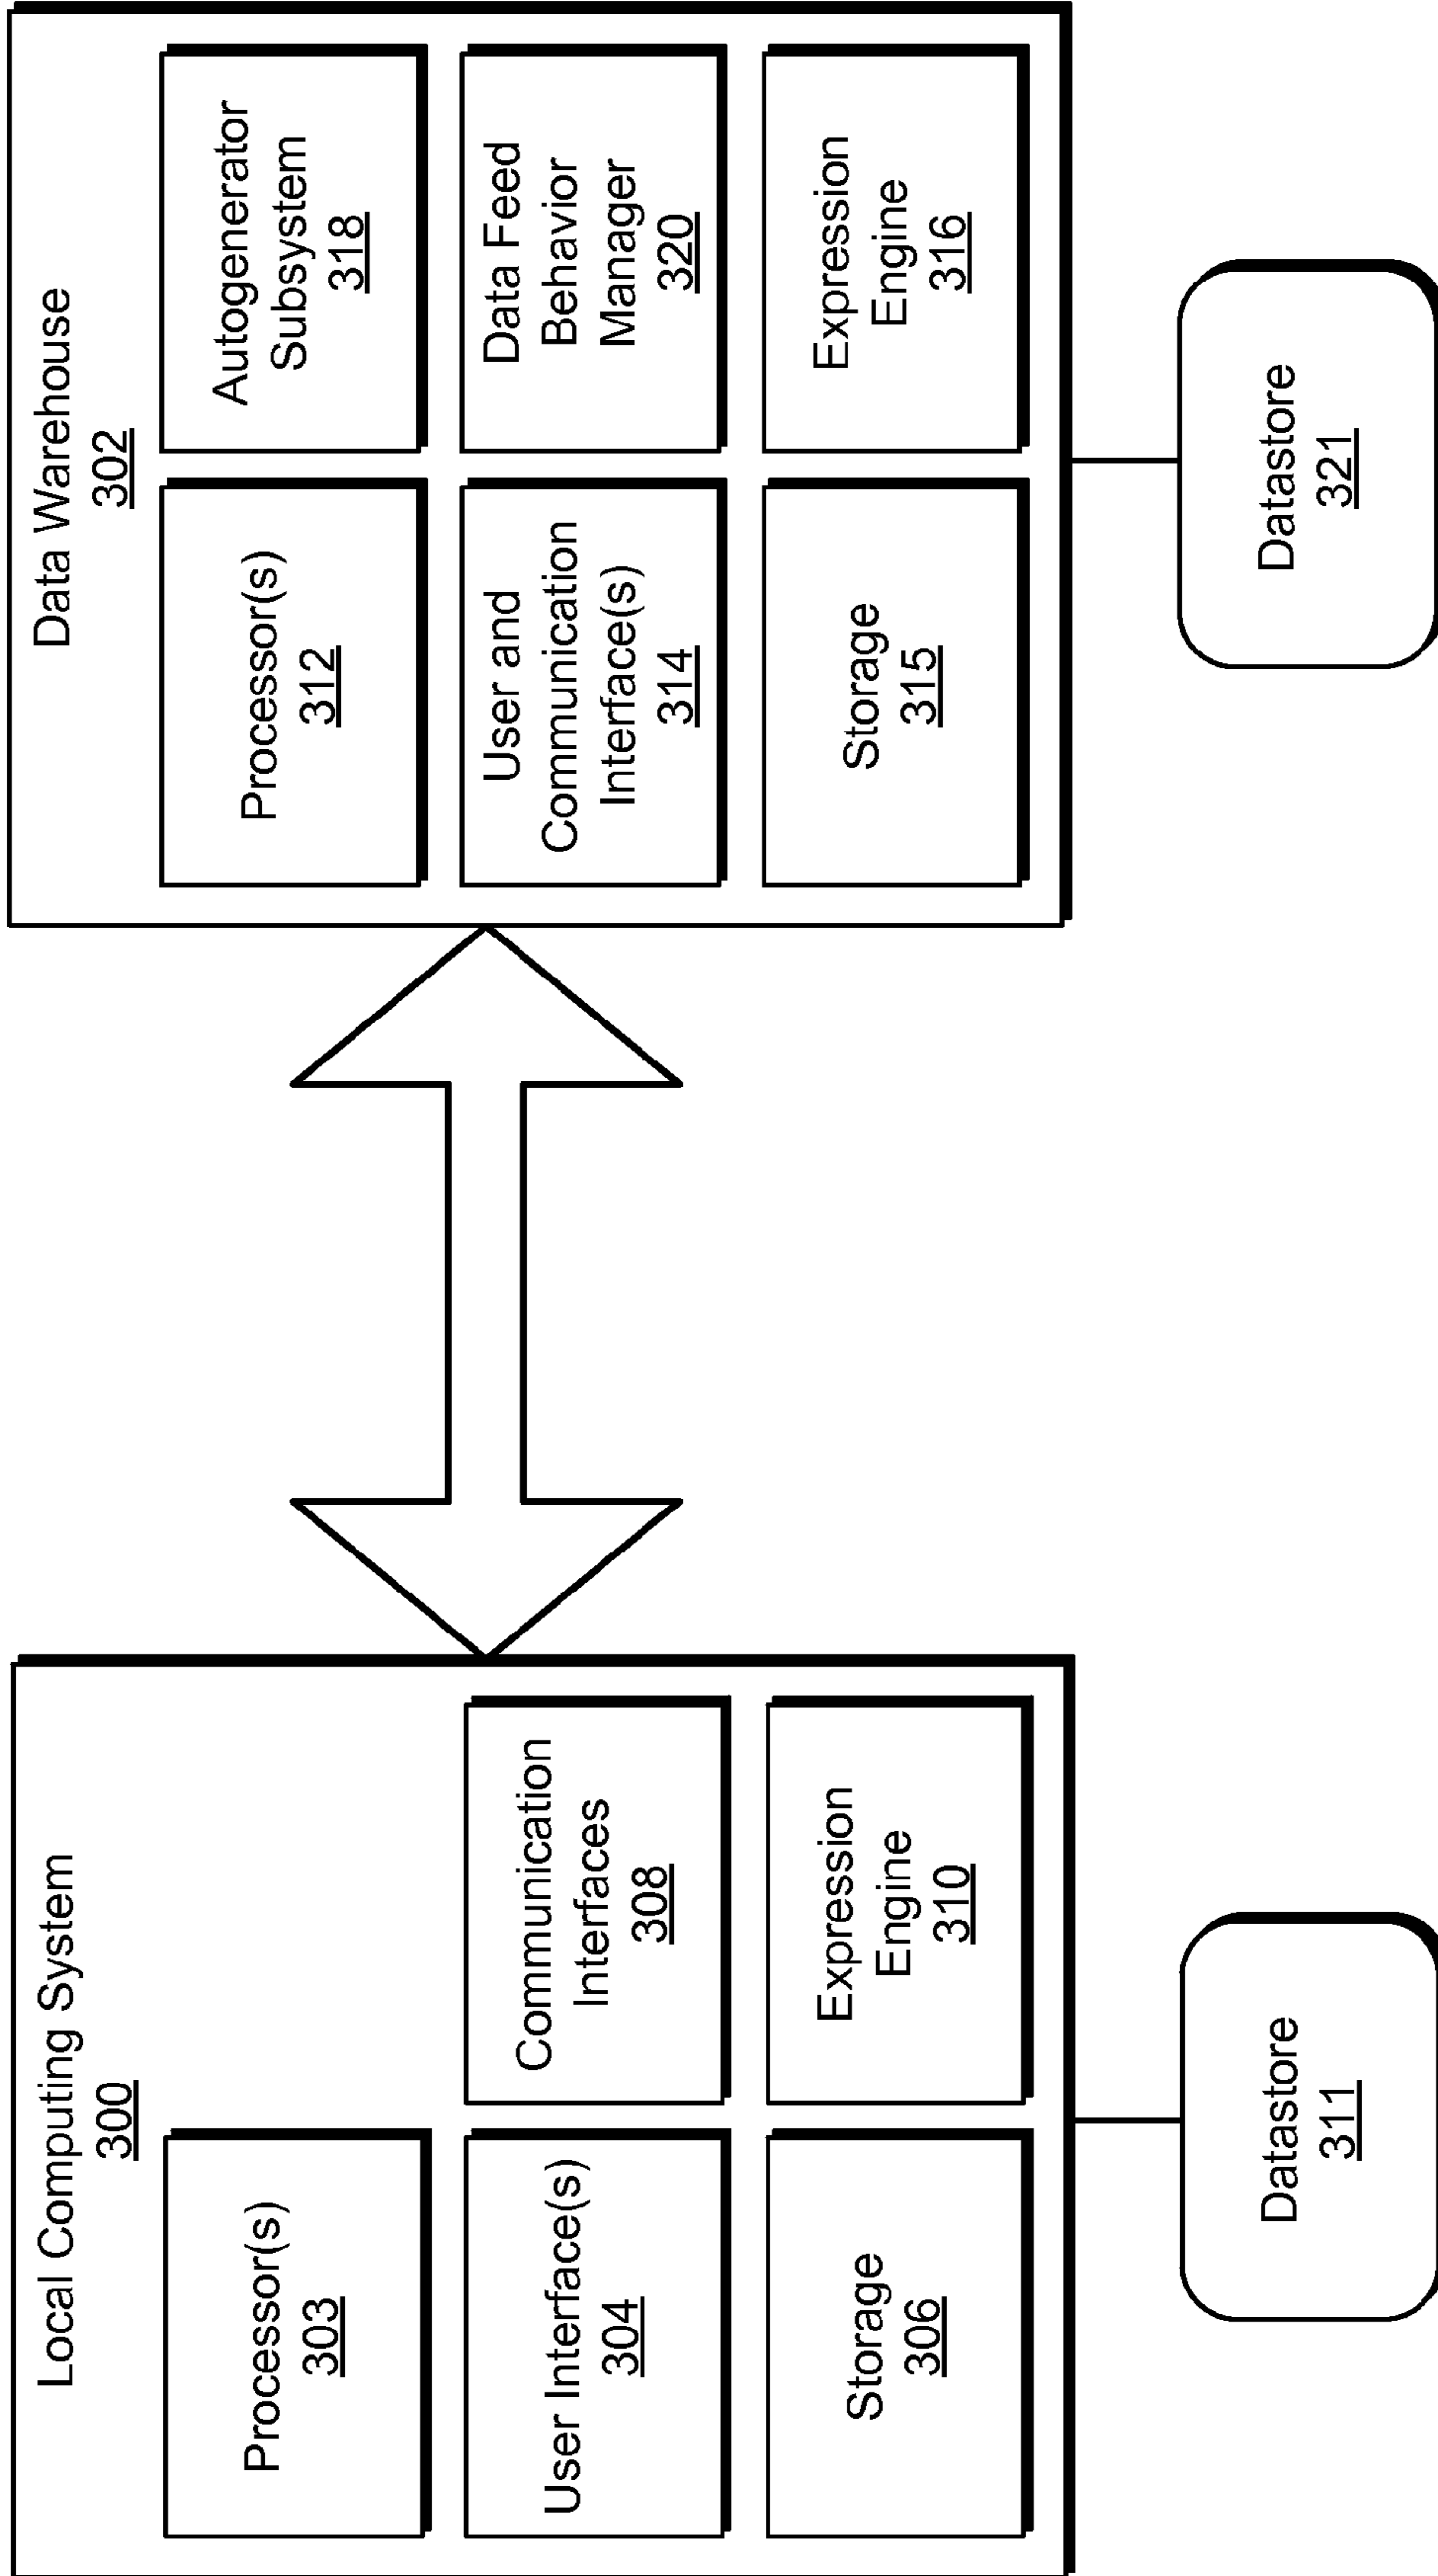 Local Computing System
300
Processor(s)
303
User Interface(s)
304
Communication
Interfaces
308
Storage
306
Expression
Engine
310
Datastore
311
Data Warehouse
302
Processor(s)
312
Autogenerator
Subsystem
318
User and
Communication
Interface(s)
314
Data Feed
Behavior
Manager
320
Storage
315
Expression
Engine
316
Datastore
321